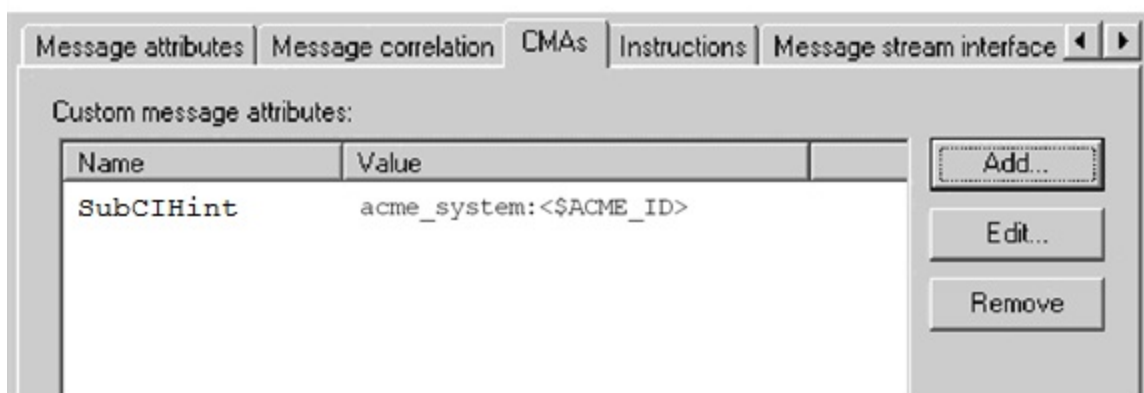 Message attributes Message correlation CMAs Instructions Message stream interface
Custom message attributes:
Name Value Add...
SubCIHint acme_system:<$ACME_ID>
Edit...
Remove